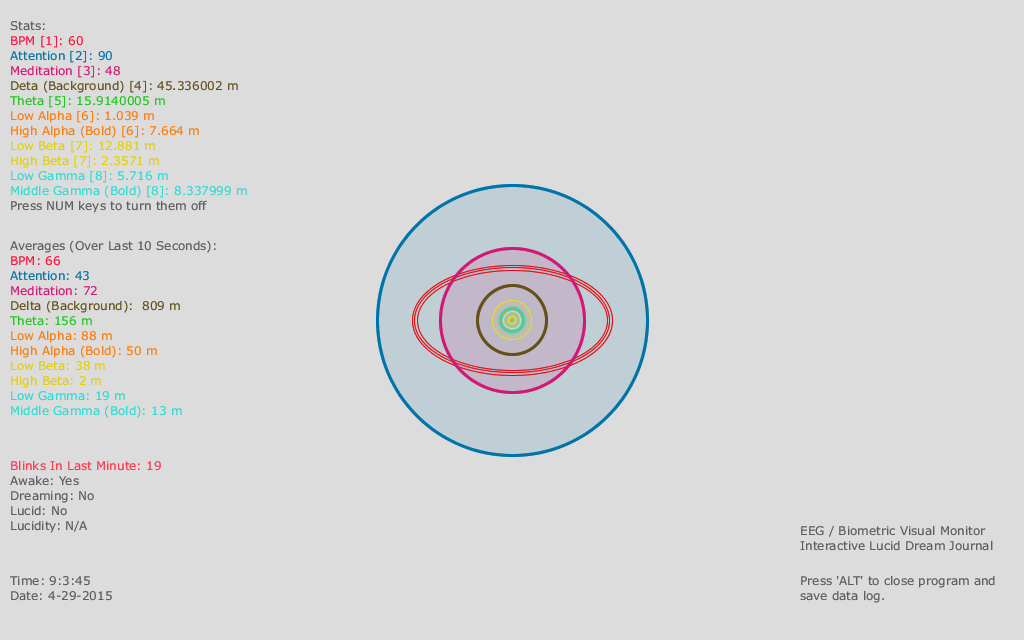 Stats:
BPM [1]: 60
Attention [2]: 90
Meditation [3]: 48
Deta (Background) [4]: 45.336002 m
Theta [5]: 15.9140005 m
Low Alpha [6]: 1.039 m
High Alpha (Bold) [6]: 7.664 m
Low Beta [7]: 12.881 m
High Beta [7]: 2.3571 m
Low Gamma [8]: 5.716 m
Middle Gamma (Bold) [8]: 8.337999 m
Press NUM keys to turn them off
Averages (Over Last 10 Seconds):
BPM: 66
Attention: 43
Meditation: 72
Delta (Background):  809 m
Theta: 156 m
Low Alpha: 88 m
High Alpha (Bold): 50 m
Low Beta: 38 m
High Beta: 2 m
Low Gamma: 19 m
Middle Gamma (Bold): 13 m
Blinks In Last Minute: 19
Awake: Yes
Dreaming: No
Lucid: No
Lucidity: N/A
Time: 9:3:45
Date: 4-29-2015
EEG / Biometric Visual Monitor
Interactive Lucid Dream Journal
Press 'ALT' to close program and
save data log.